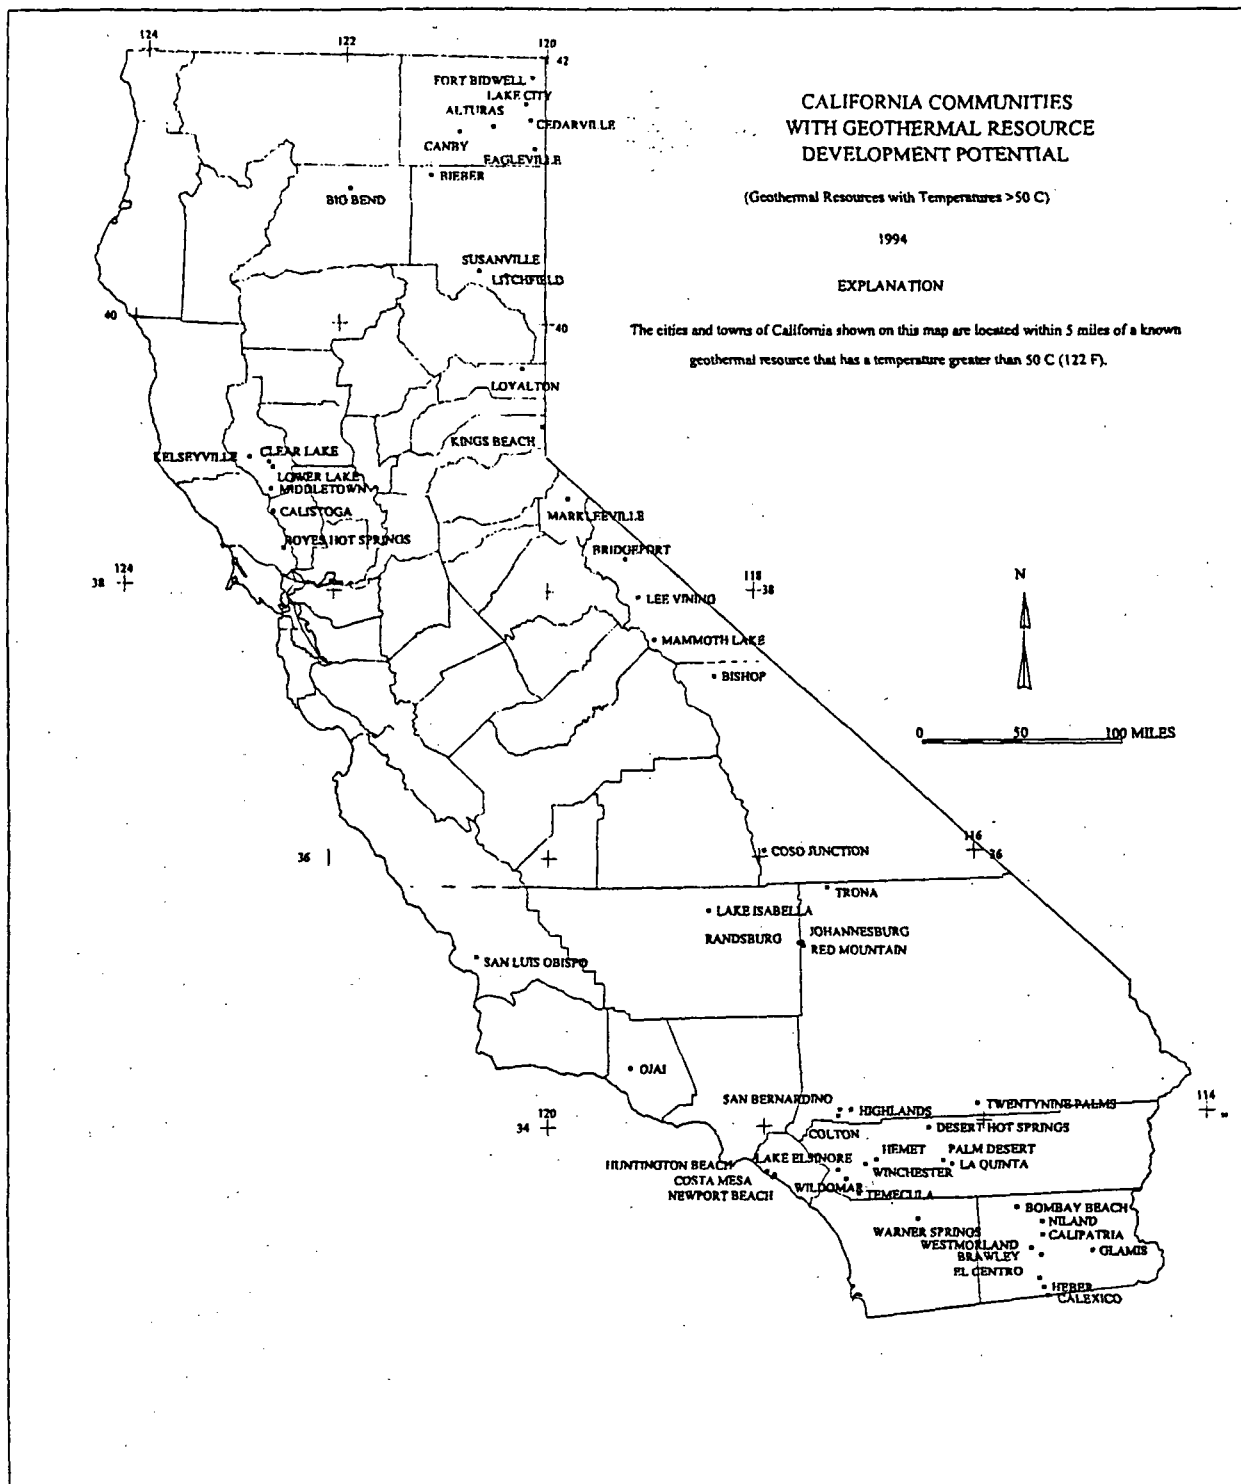 124
122
120
42
FORT BIDWELL
LAKE CITY
ALTURAS
CEDARVILLE
CANBY
EAGLEVILLE
BIEBER
BIG BEND
CALIFORNIA COMMUNITIES
WITH GEOTHERMAL RESOURCE
DEVELOPMENT POTENTIAL
(Geothermal Resources with Temperatures >50 C)
1994
EXPLANATION
The cities and towns of California shown on this map are located within 5 miles of a known
geothermal resource that has a temperature greater than 50 C (122 F).
SUSANVILLE
LITCHFIELD
40
40
LOYALTON
KINGS BEACH
KELSEYVILLE
CLEAR LAKE
LOWER LAKE
MIDDLETOWN
CALISTOGA
BOYES HOT SPRINGS
MARKLEEVILLE
BRIDGEPORT
38
124
118
38
LEE VINING
MAMMOTH LAKE
BISHOP
N
0 50 100 MILES
36
COSO JUNCTION
116
36
TRONA
LAKE ISABELLA
RANDSBURG
JOHANNESBURG
RED MOUNTAIN
SAN LUIS OBISPO
OJAI
SAN BERNARDINO
HIGHLANDS
TWENTYNINE PALMS
114
34
120
COLTON
DESERT HOT SPRINGS
HUNTINGTON BEACH
LAKE ELSINORE
HEMET
PALM DESERT
COSTA MESA
WINCHESTER
LA QUINTA
NEWPORT BEACH
WILDOMAR
TEMECULA
WARNER SPRINGS
BOMBAY BEACH
NILAND
CALIPATRIA
WESTMORLAND
BRAWLEY
GLAMIS
EL CENTRO
HEBER
CALEXICO